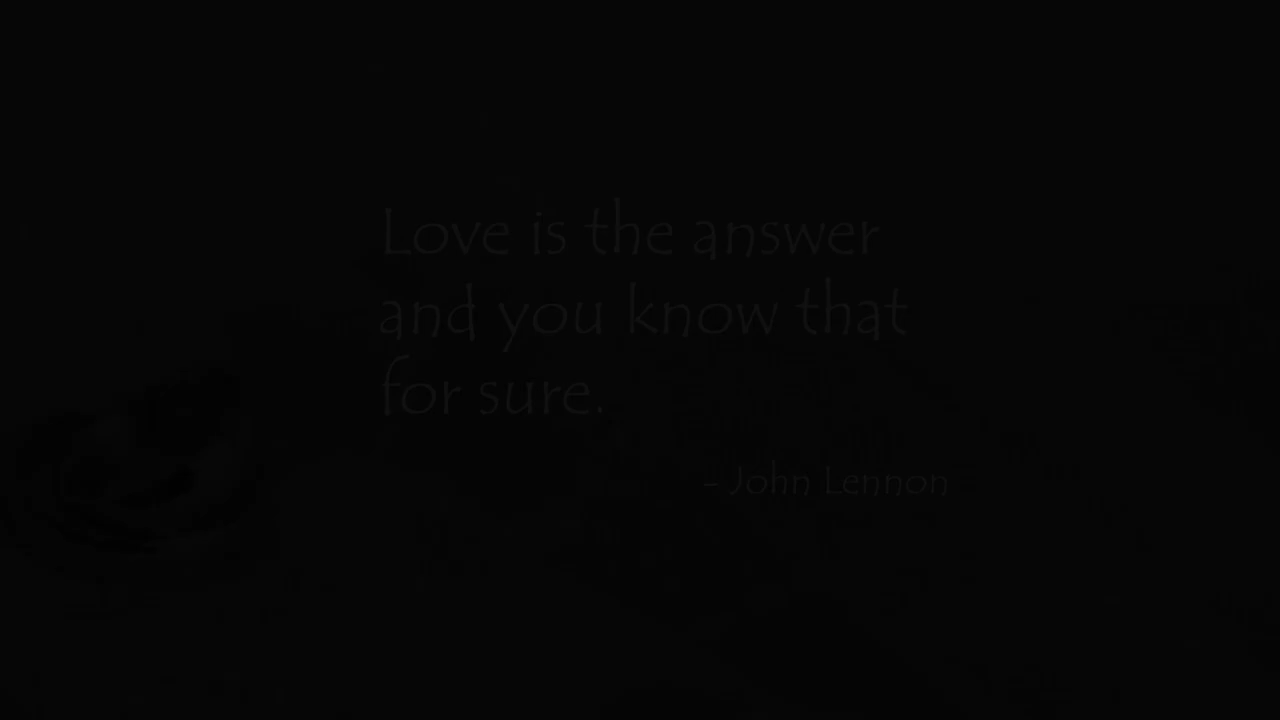 Love is the answer
and you know that
for sure.
- John Lennon